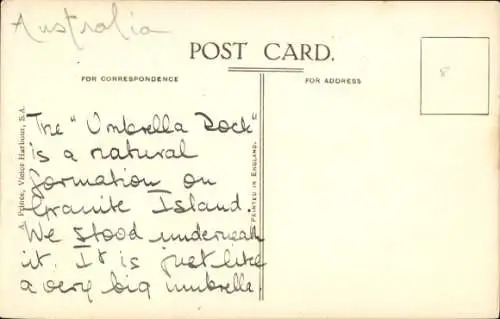 Australia
POST CARD.
FOR CORRESPONDENCE
FOR ADDRESS
The "Umbrella Rock"
is a natural
formation on
Granite Island.
We stood underneath
it. It is just like
a very big umbrella.
A. Prince, Victor Harbour, S.A.
PRINTED IN ENGLAND.